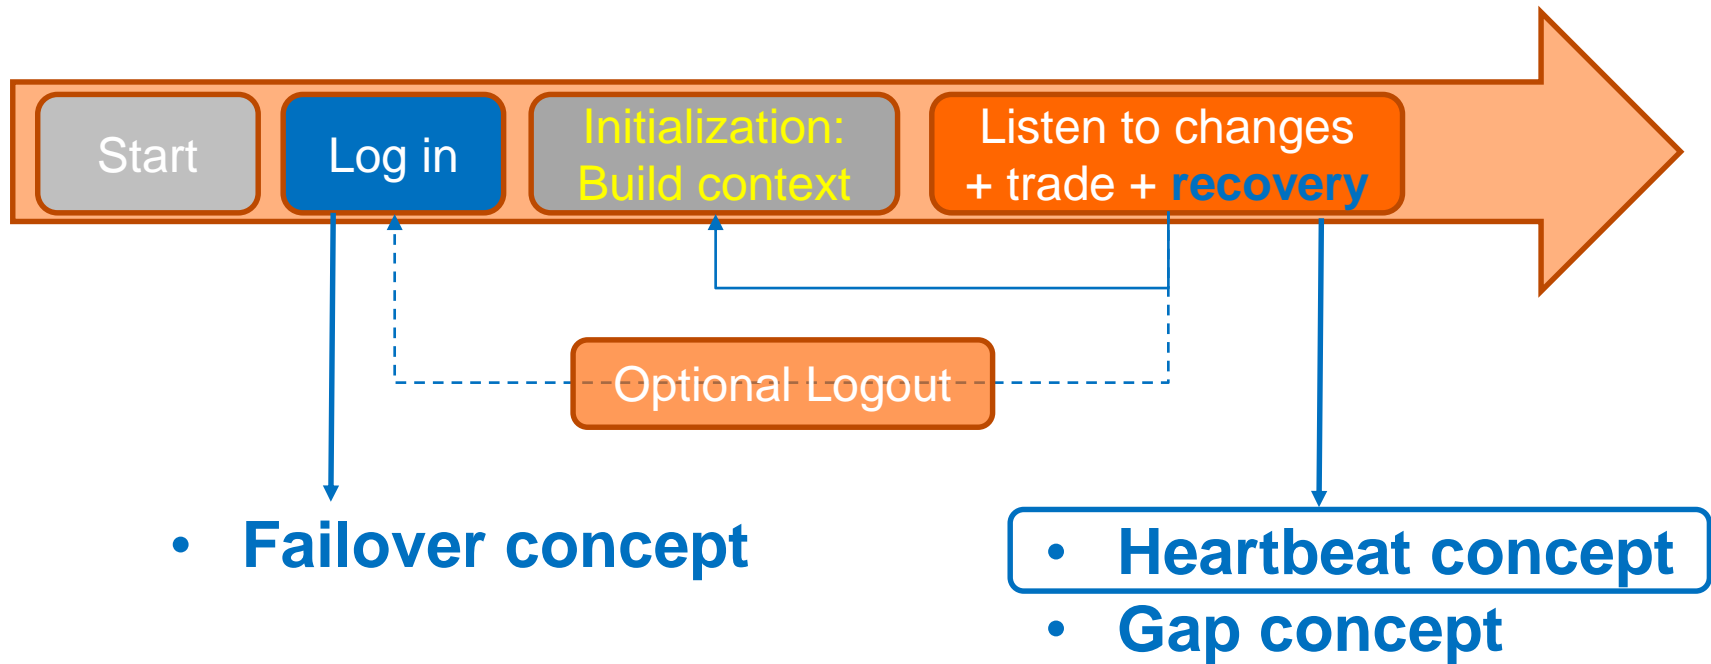 Start
Log in
Initialization:
Build context
Listen to changes
+ trade + recovery
Optional Logout
• Failover concept
• Heartbeat concept
• Gap concept